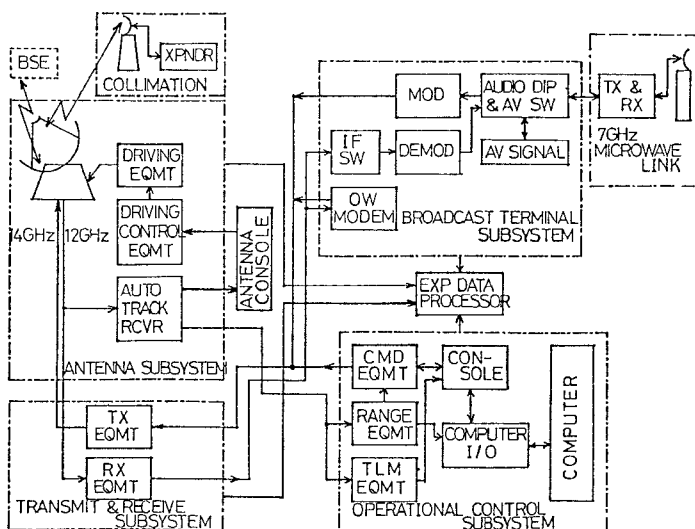 BSE
XPNDR
COLLIMATION
DRIVING
EQMT
DRIVING
CONTROL
EQMT
ANTENNA
CONSOLE
14GHz
12GHz
AUTO
TRACK
RCVR
ANTENNA SUBSYSTEM
TX
EQMT
RX
EQMT
TRANSMIT & RECEIVE
SUBSYSTEM
MOD
AUDIO DIP
& AV SW
IF
SW
DEMOD
AV SIGNAL
OW
MODEM
BROADCAST TERMINAL
SUBSYSTEM
TX &
RX
7GHz
MICROWAVE
LINK
EXP DATA
PROCESSOR
CMD
EQMT
CON-
SOLE
RANGE
EQMT
COMPUTER
I/O
TLM
EQMT
COMPUTER
OPERATIONAL CONTROL
SUBSYSTEM